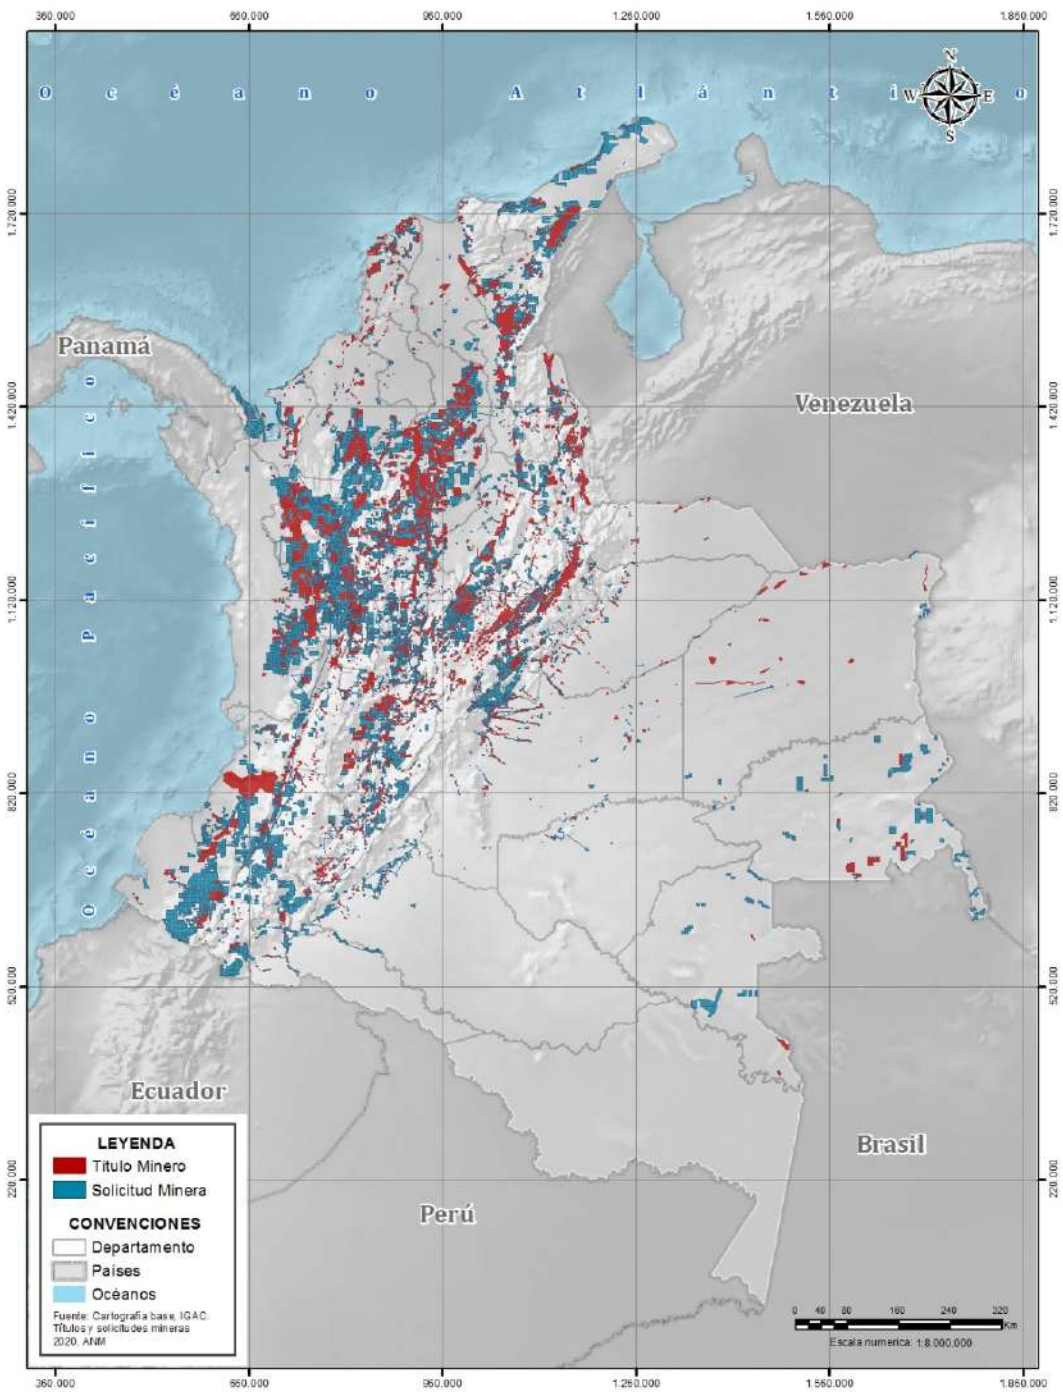 360.000 660.000 960.000 1.260.000 1.560.000 1.860.000
N
Océano Atlántico
W E
S
1.720.000 1.720.000
Panamá
Venezuela
1.420.000 1.420.000
Océano Pacífico
1.120.000 1.120.000
820.000 820.000
520.000 520.000
Ecuador
Brasil
Perú
220.000 220.000
LEYENDA
Título Minero
Solicitud Minera
CONVENCIONES
Departamento
Países
Océanos
Fuente: Cartografía base, IGAC.
Títulos y solicitudes mineras
2020, ANM
0 40 80 160 240 320
Km
Escala numerica: 1:8.000.000
360.000 660.000 960.000 1.260.000 1.560.000 1.860.000